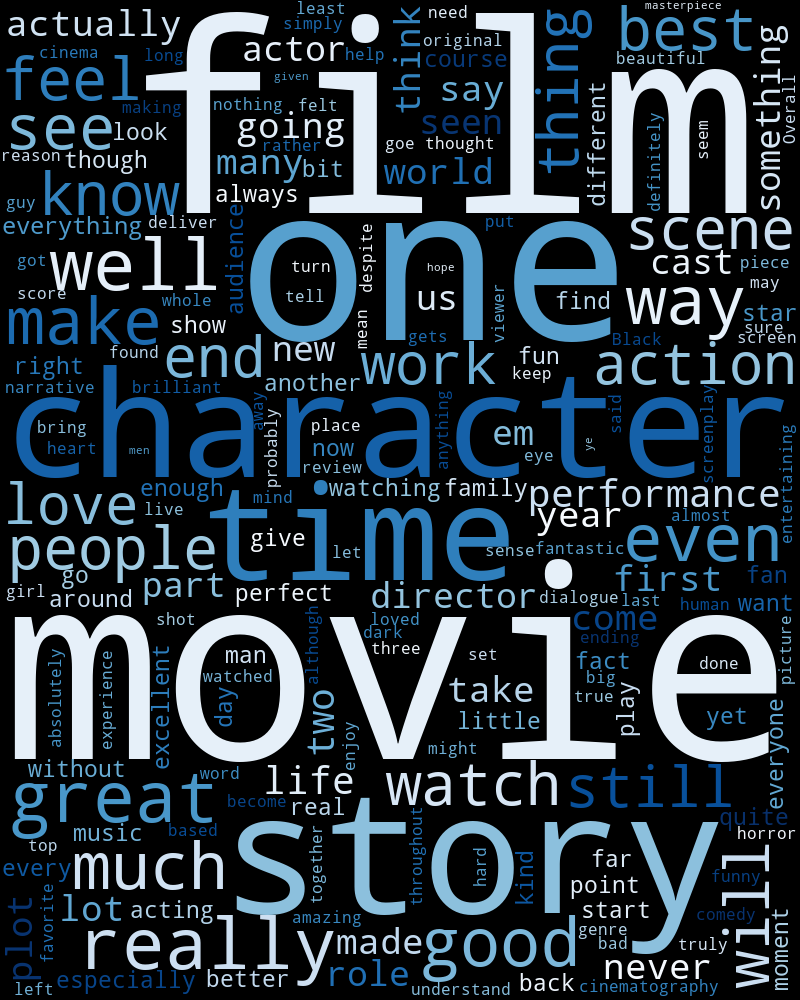 masterpiece
least
need
simply
actually
film
best
think
thing
original
cinema
long
actor
help
course
beautiful
something
Overall
feel
given
say
making
nothing
felt
see
look
going
seen
different
definitely
seem
reason
though
rather
goe
thought
many
bit
world
know
always
guy
everything
deliver
audience
one
put
scene
despite
well
got
turn
hope
us
cast
piece
score
whole
tell
viewer
find
way
may
star
make
show
mean
gets
Black
sure
screen
found
end
new
work
fun
action
right
keep
narrative
brilliant
another
character
away
said
screenplay
bring
place
anything
em
heart
men
probably
now
eye
ye
review
entertaining
love
enough
mind
time
watching
family
performance
live
year
almost
people
give
let
sense
fantastic
even
go
part
first
fan
girl
around
perfect
director
dialogue
last
human
want
movie
shot
although
loved
dark
come
ending
picture
absolutely
experience
excellent
man
three
set
fact
done
watched
big
day
two
take
true
play
little
yet
enjoy
might
everyone
without
word
life
watch
still
great
become
real
quite
music
based
story
horror
top
together
throughout
hard
kind
far
will
every
much
point
funny
plot
favorite
lot
acting
amazing
start
comedy
moment
really
made
good
genre
bad
truly
left
especially
better
role
understand
back
never
cinematography